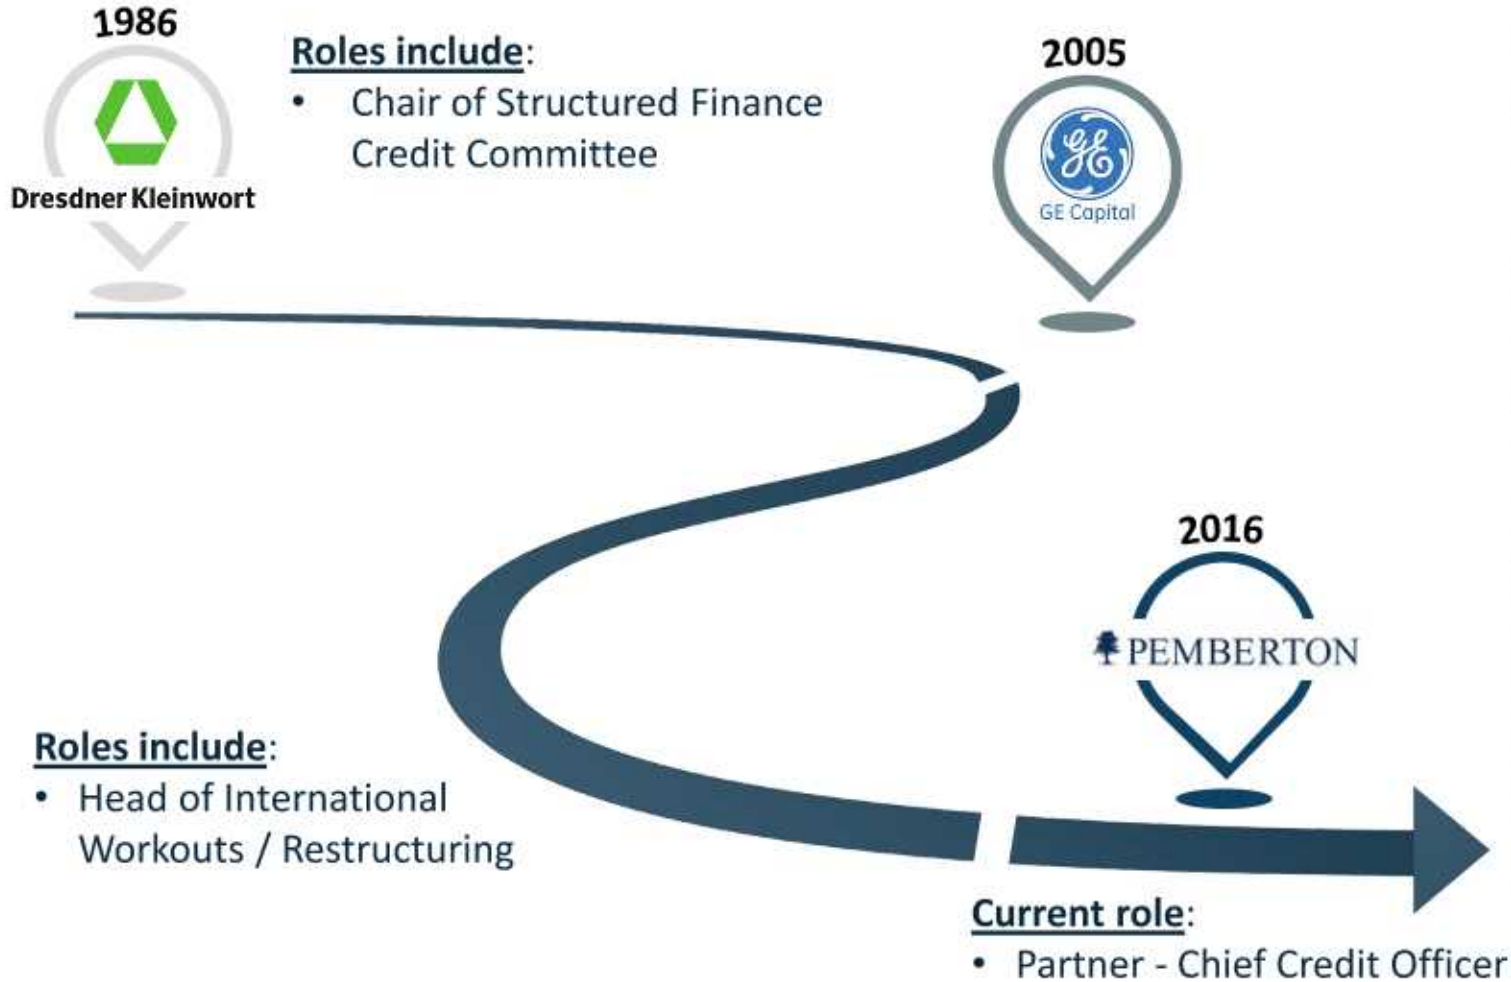 1986
Dresdner Kleinwort
Roles include:
• Chair of Structured Finance
Credit Committee
2005
GE
GE Capital
2016
PEMBERTON
Roles include:
• Head of International
Workouts / Restructuring
Current role:
• Partner - Chief Credit Officer